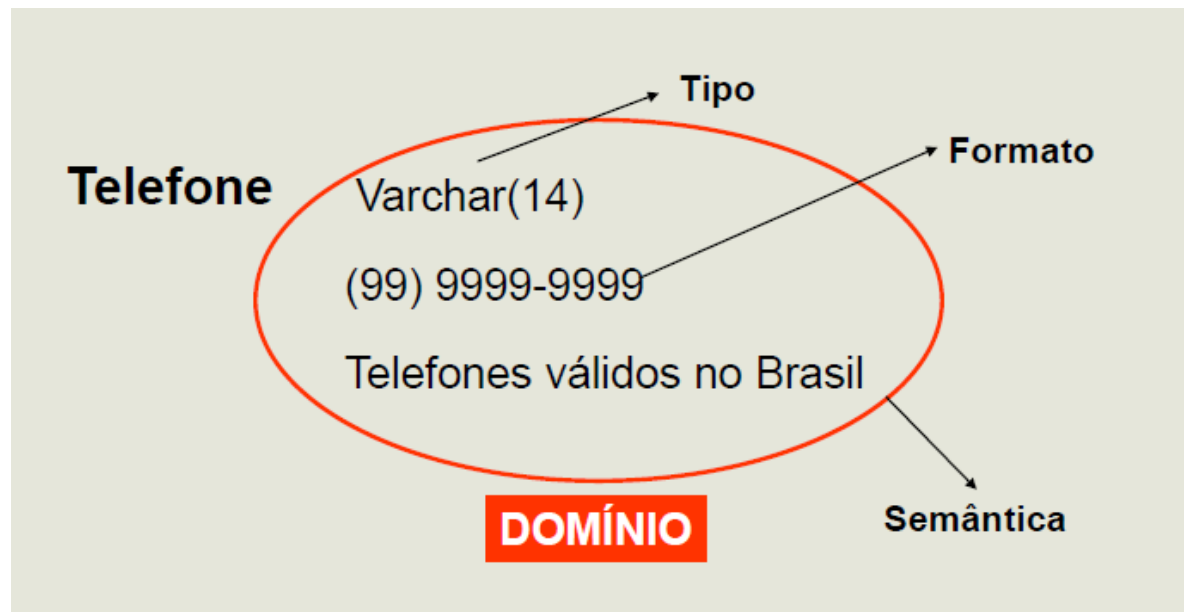 Tipo
Formato
Telefone
Varchar(14)
(99) 9999-9999
Telefones válidos no Brasil
Semântica
DOMÍNIO